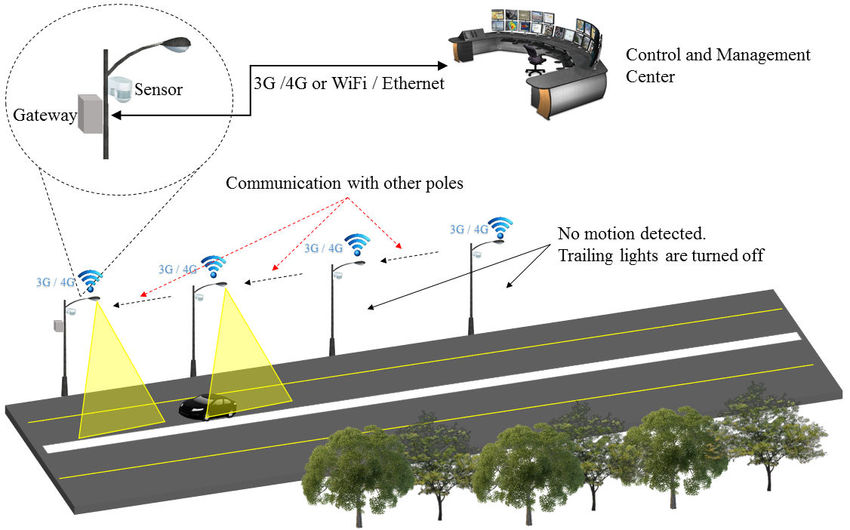 Control and Management
Center
3G /4G or WiFi / Ethernet
Sensor
Gateway
Communication with other poles
3G / 4G
No motion detected.
Trailing lights are turned off
3G / 4G
3G / 4G
3G / 4G